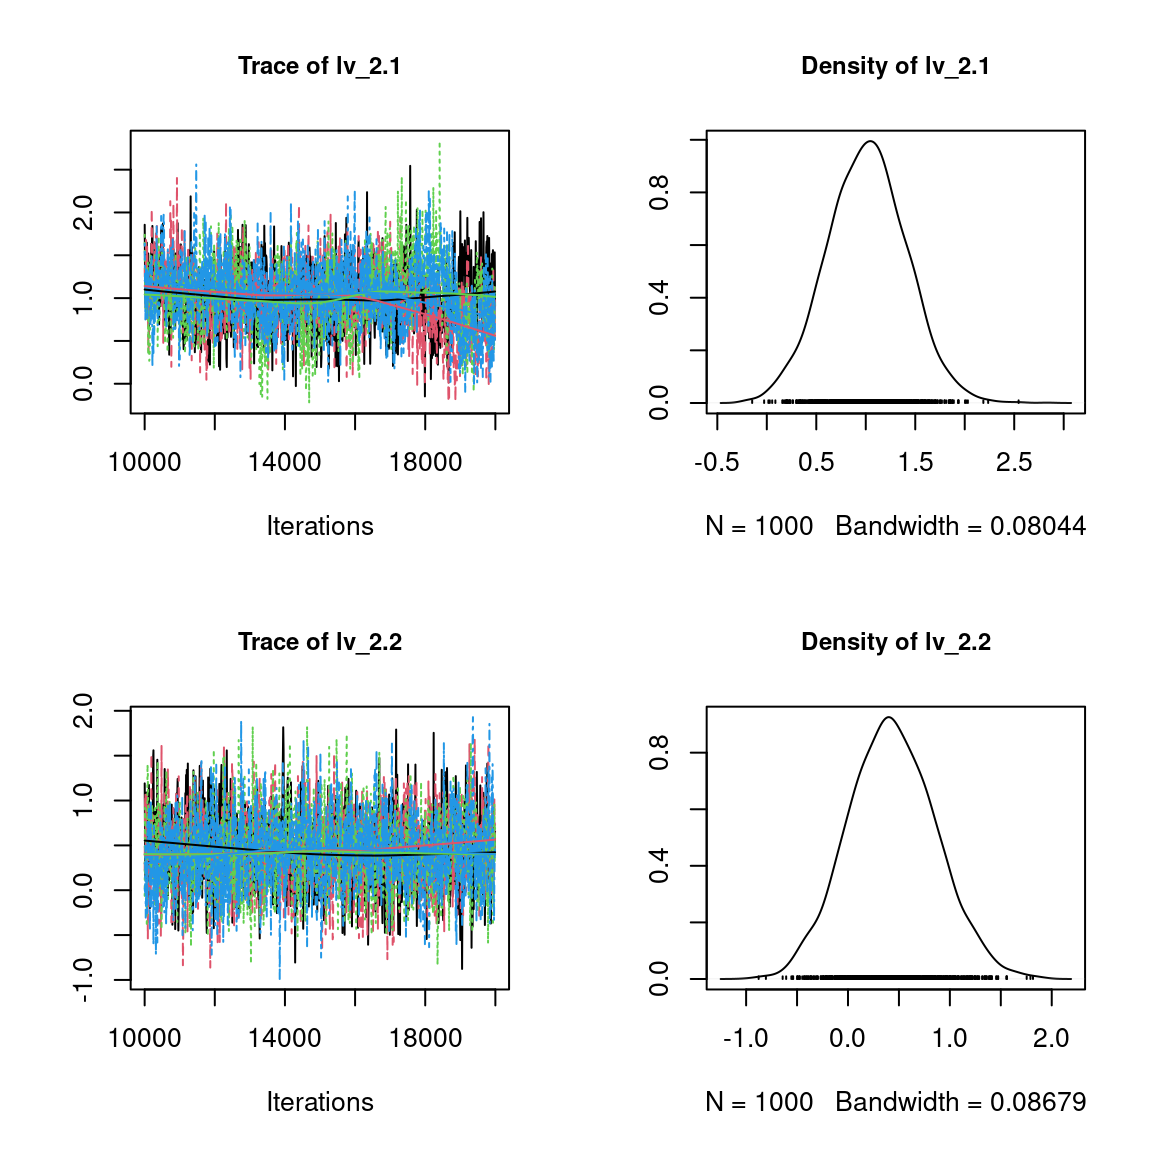 Trace of lv_2.1
2.0
1.0
0.0
10000 14000 18000
Iterations
Density of lv_2.1
0.8
0.4
0.0
-0.5 0.5 1.5 2.5
N = 1000 Bandwidth = 0.08044
Trace of lv_2.2
2.0
1.0
0.0
-1.0
10000 14000 18000
Iterations
Density of lv_2.2
0.8
0.4
0.0
-1.0 0.0 1.0 2.0
N = 1000 Bandwidth = 0.08679